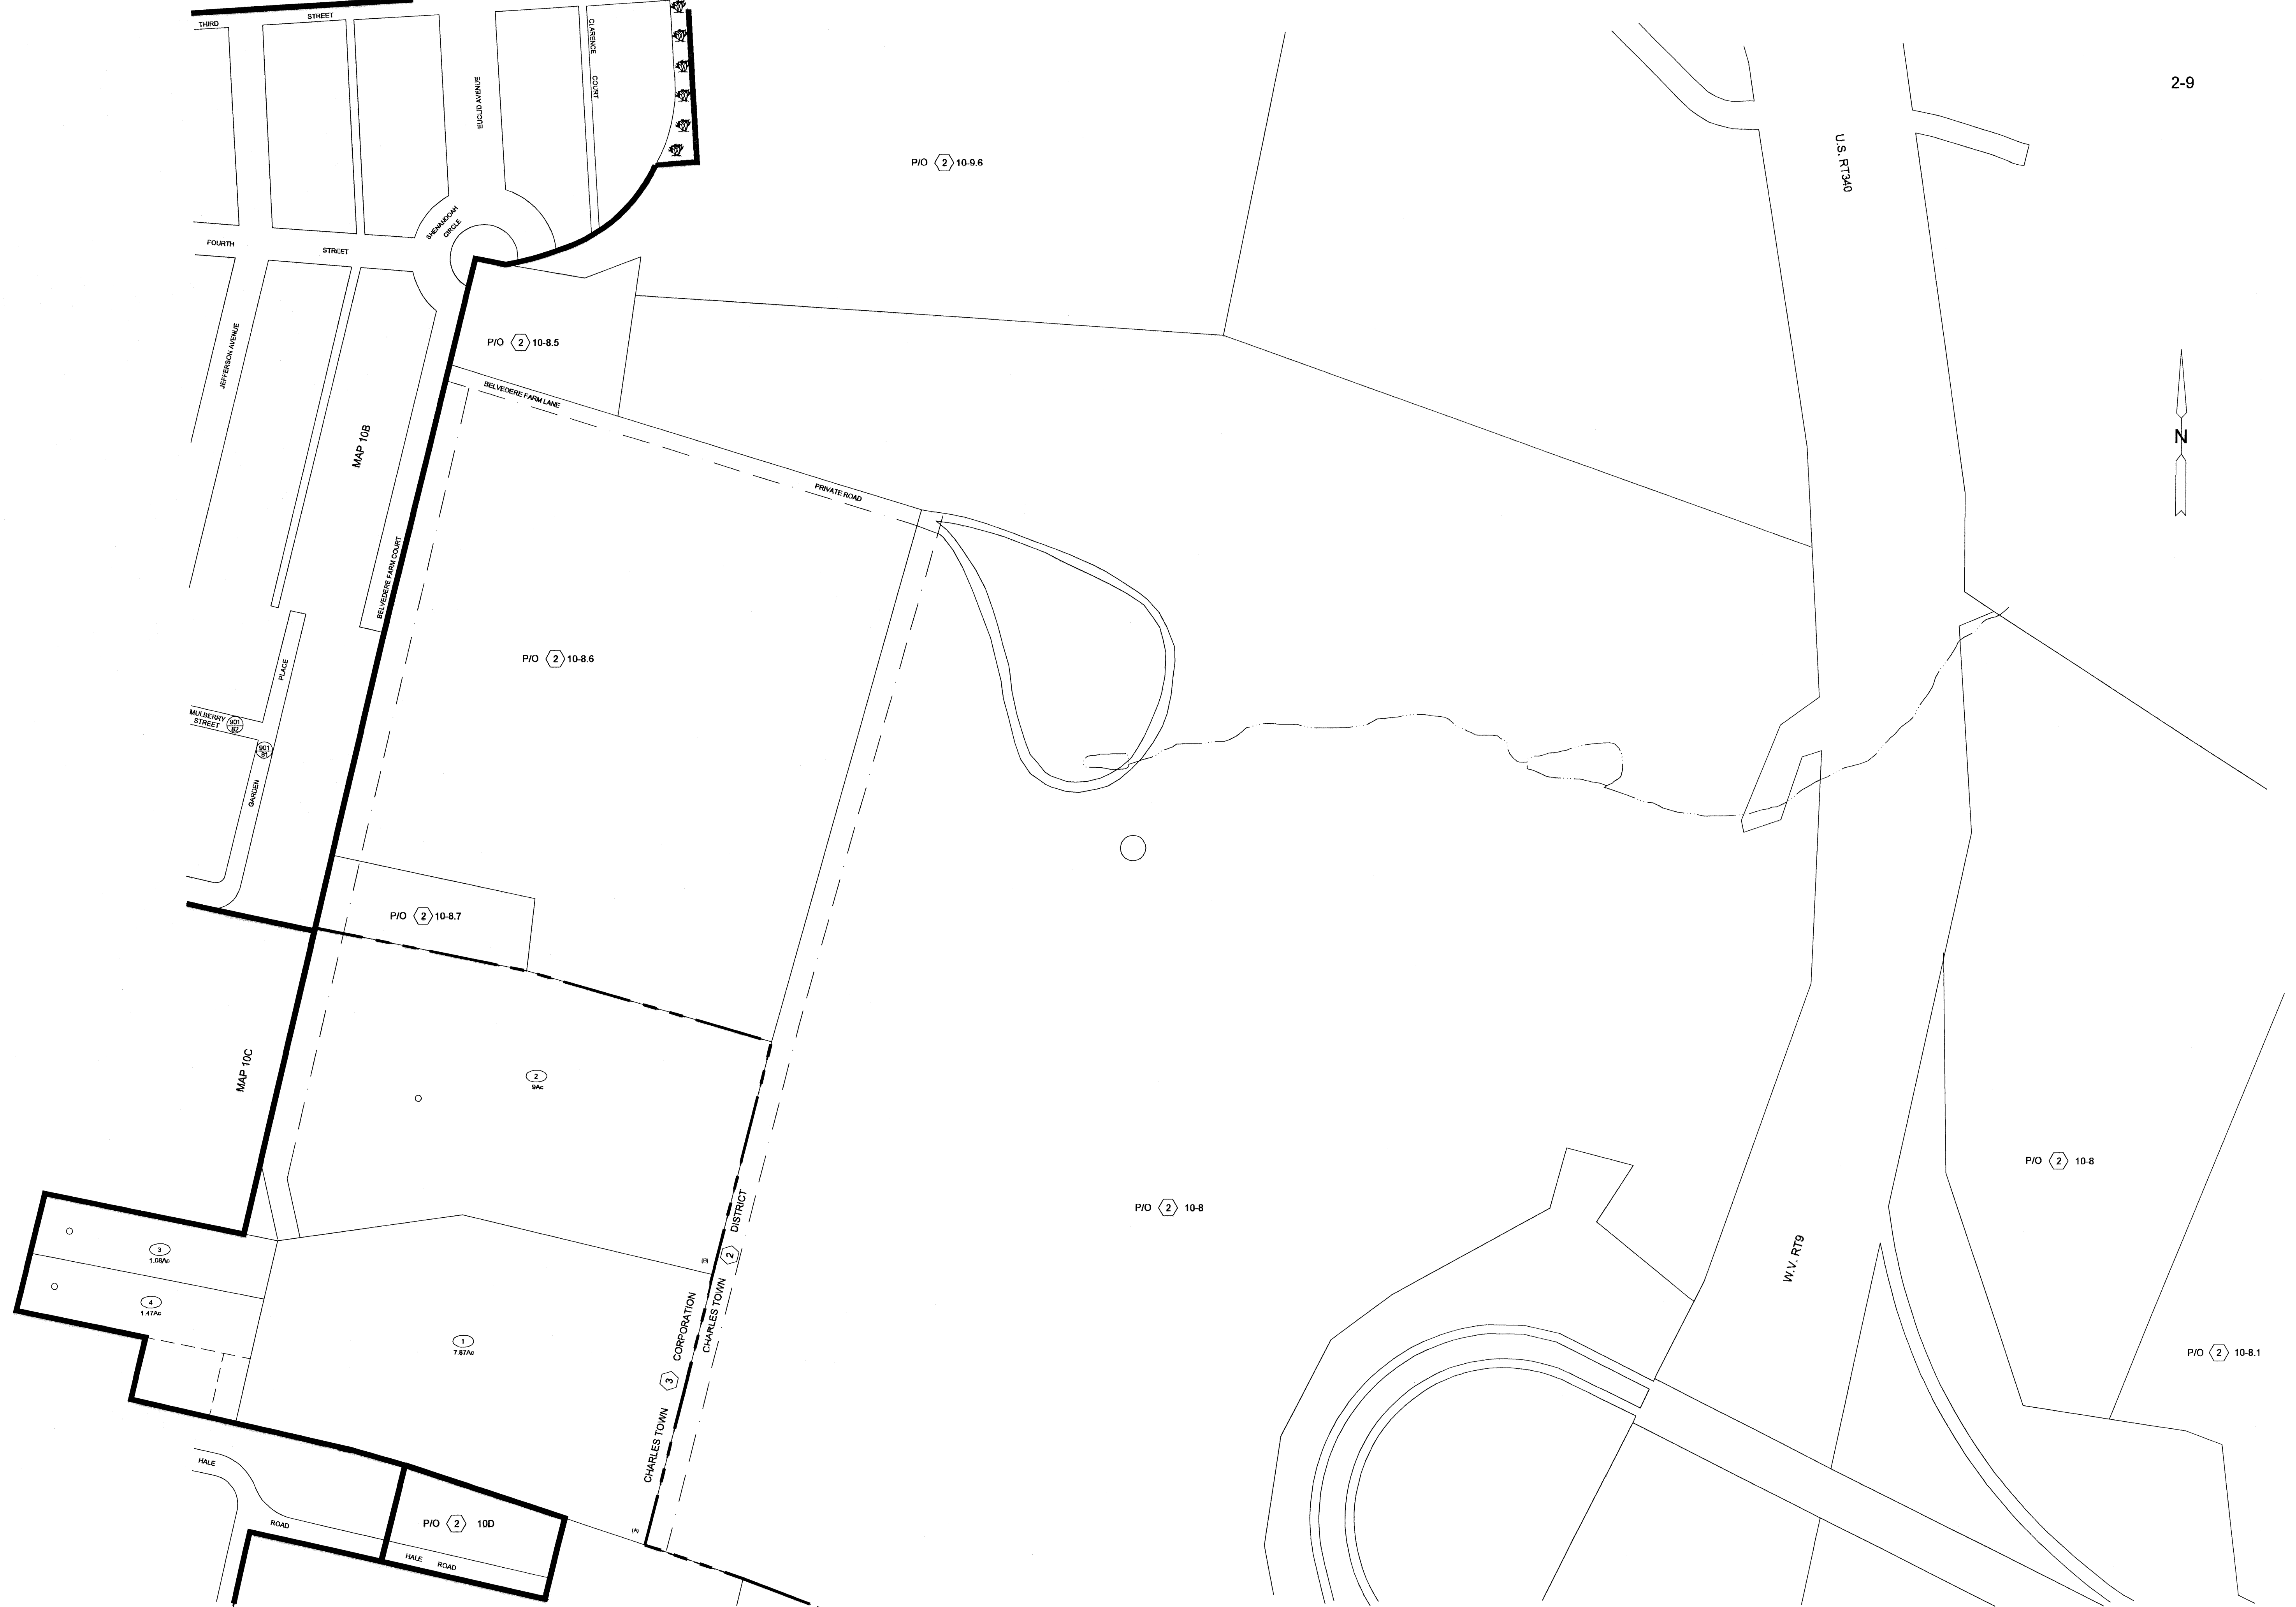 THIRD STREET
CLARENCE COURT
EUCLID AVENUE
2-9
U.S. RT340
P/O 2 10-9.6
SHENANDOAH
CIRCLE
FOURTH STREET
P/O 2 10-8.5
JEFFERSON AVENUE
BELVEDERE FARM LANE
MAP 10B
N
PRIVATE ROAD
BELVEDERE FARM COURT
P/O 2 10-8.6
GARDEN PLACE
MULBERRY
STREET
901
B2
901
B1
P/O 2 10-8.7
MAP 10C
2
9Ac
P/O 2 10-8
P/O 2 10-8
CHARLES TOWN 2 DISTRICT
(B)
3
1.08Ac
W.V. RT9
4
1.47Ac
1
7.87Ac
CHARLES TOWN 3 CORPORATION
P/O 2 10-8.1
HALE ROAD
P/O 2 10D
(A)
HALE ROAD